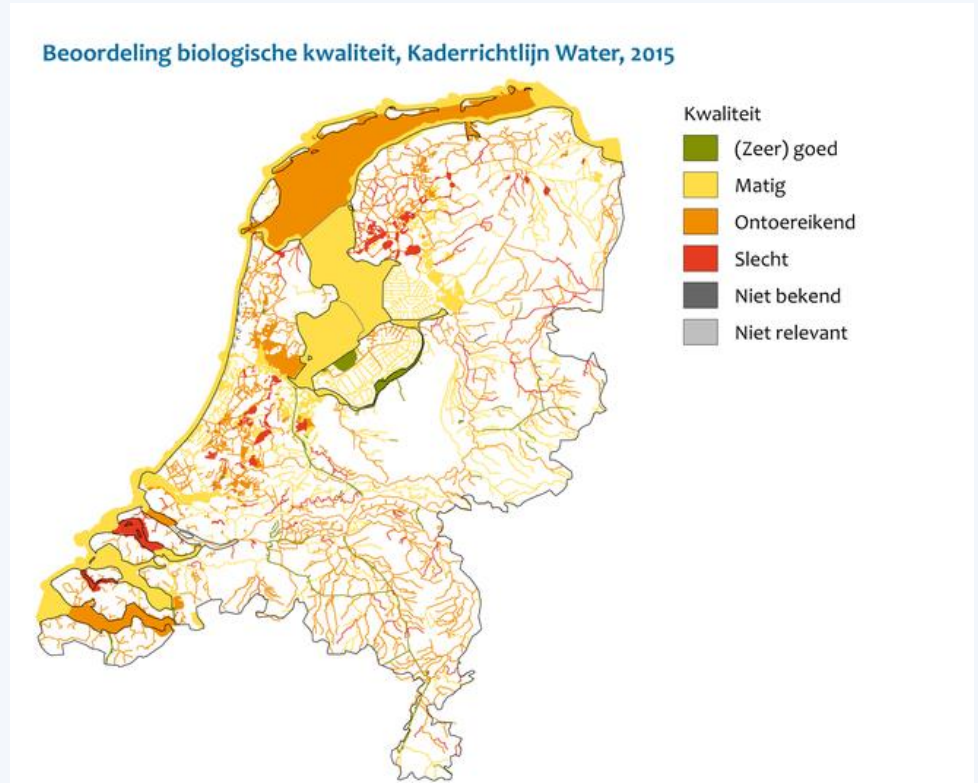 Beoordeling biologische kwaliteit, Kaderrichtlijn Water, 2015
Kwaliteit
(Zeer) goed
Matig
Ontoereikend
Slecht
Niet bekend
Niet relevant